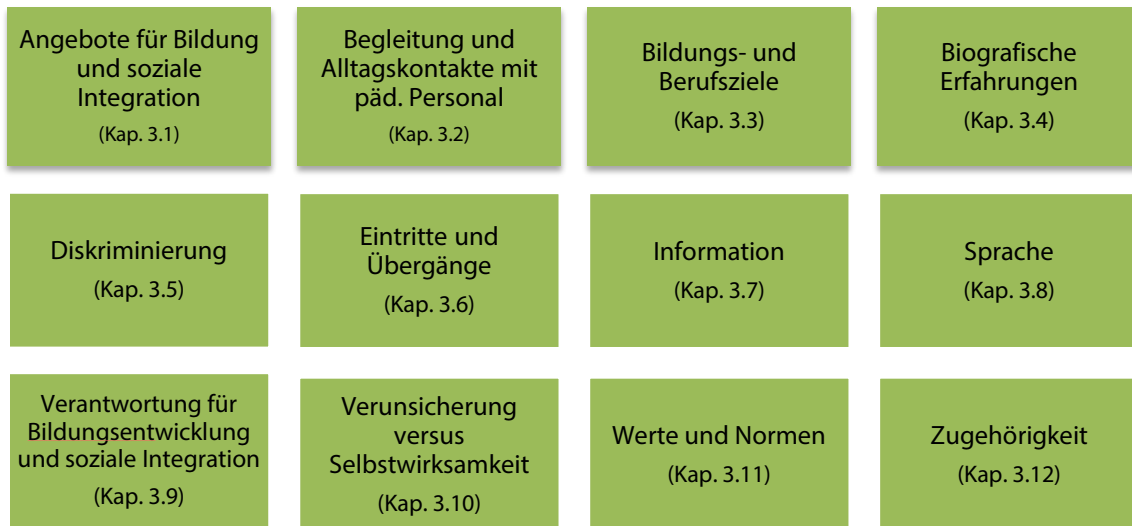 Angebote für Bildung
und soziale
Integration
(Kap. 3.1)
Begleitung und
Alltagskontakte mit
päd. Personal
(Kap. 3.2)
Bildungs- und
Berufsziele
(Kap. 3.3)
Biografische
Erfahrungen
(Kap. 3.4)
Diskriminierung
(Kap. 3.5)
Eintritte und
Übergänge
(Kap. 3.6)
Information
(Kap. 3.7)
Sprache
(Kap. 3.8)
Verantwortung für
Bildungsentwicklung
und soziale Integration
(Kap. 3.9)
Verunsicherung
versus
Selbstwirksamkeit
(Kap. 3.10)
Werte und Normen
(Kap. 3.11)
Zugehörigkeit
(Kap. 3.12)